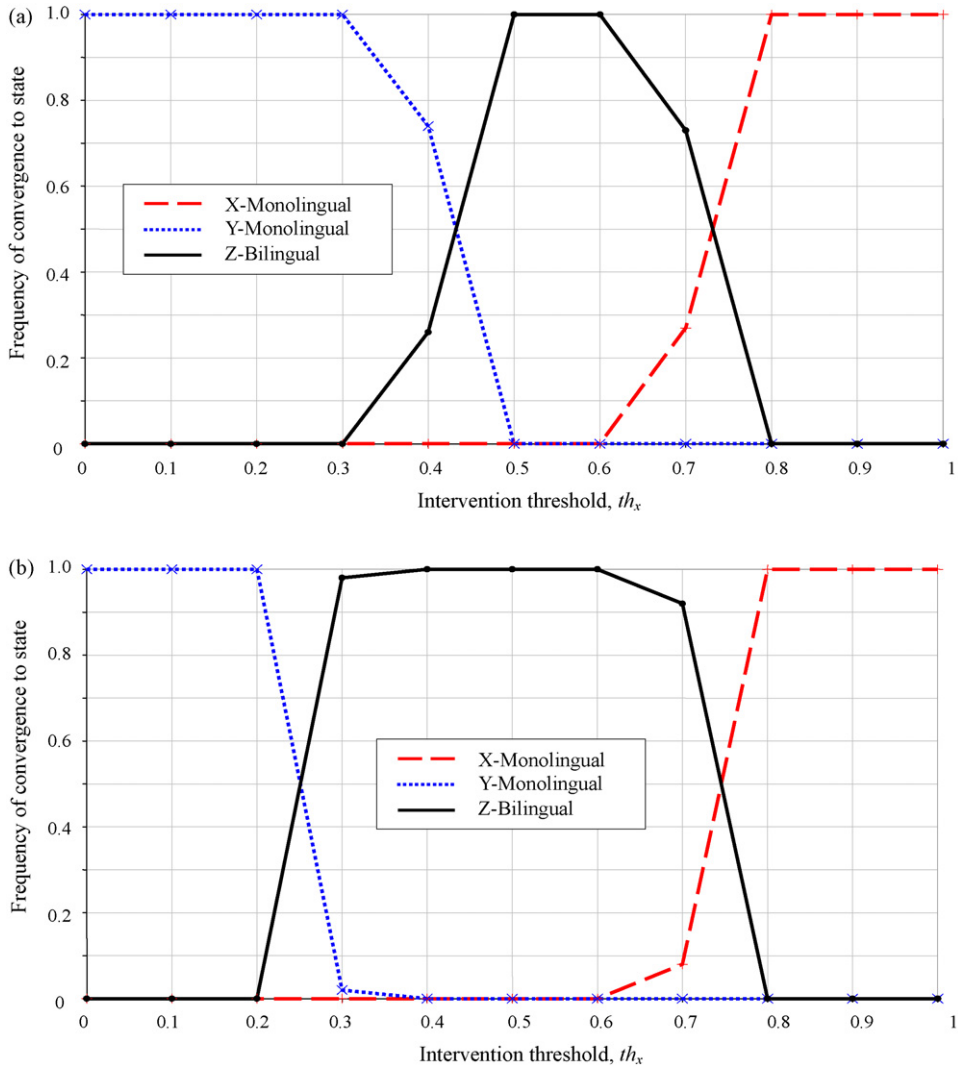 (a)
1.0
0.8
0.6
0.4
0.2
0
Frequency of convergence to state
X-Monolingual
Y-Monolingual
Z-Bilingual
0 0.1 0.2 0.3 0.4 0.5 0.6 0.7 0.8 0.9 1
Intervention threshold, th_x
(b)
1.0
0.8
0.6
0.4
0.2
0
Frequency of convergence to state
X-Monolingual
Y-Monolingual
Z-Bilingual
0 0.1 0.2 0.3 0.4 0.5 0.6 0.7 0.8 0.9 1
Intervention threshold, th_x